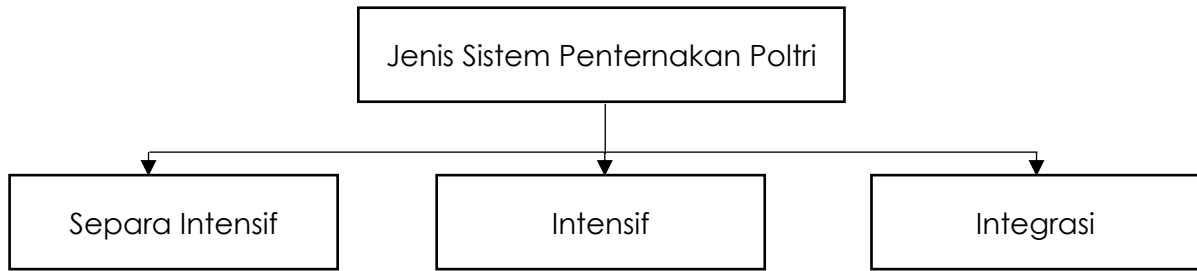 Jenis Sistem Penternakan Poltri
Separa Intensif
Intensif
Integrasi